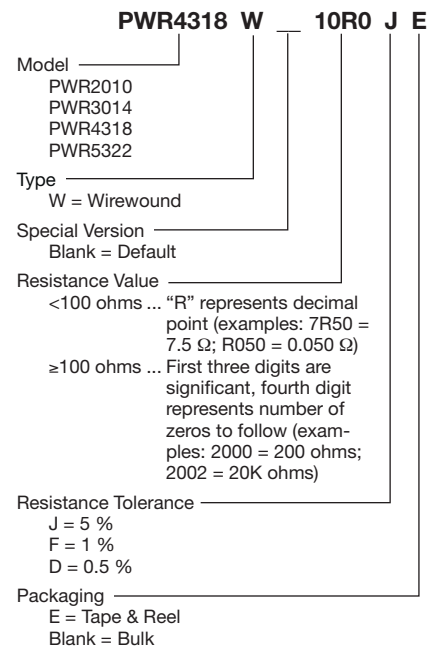 PWR4318 W __ 10R0 J E
Model
PWR2010
PWR3014
PWR4318
PWR5322
Type
W = Wirewound
Special Version
Blank = Default
Resistance Value
<100 ohms ... “R” represents decimal
point (examples: 7R50 =
7.5 Ω; R050 = 0.050 Ω)
≥100 ohms ... First three digits are
significant, fourth digit
represents number of
zeros to follow (exam-
ples: 2000 = 200 ohms;
2002 = 20K ohms)
Resistance Tolerance
J = 5 %
F = 1 %
D = 0.5 %
Packaging
E = Tape & Reel
Blank = Bulk